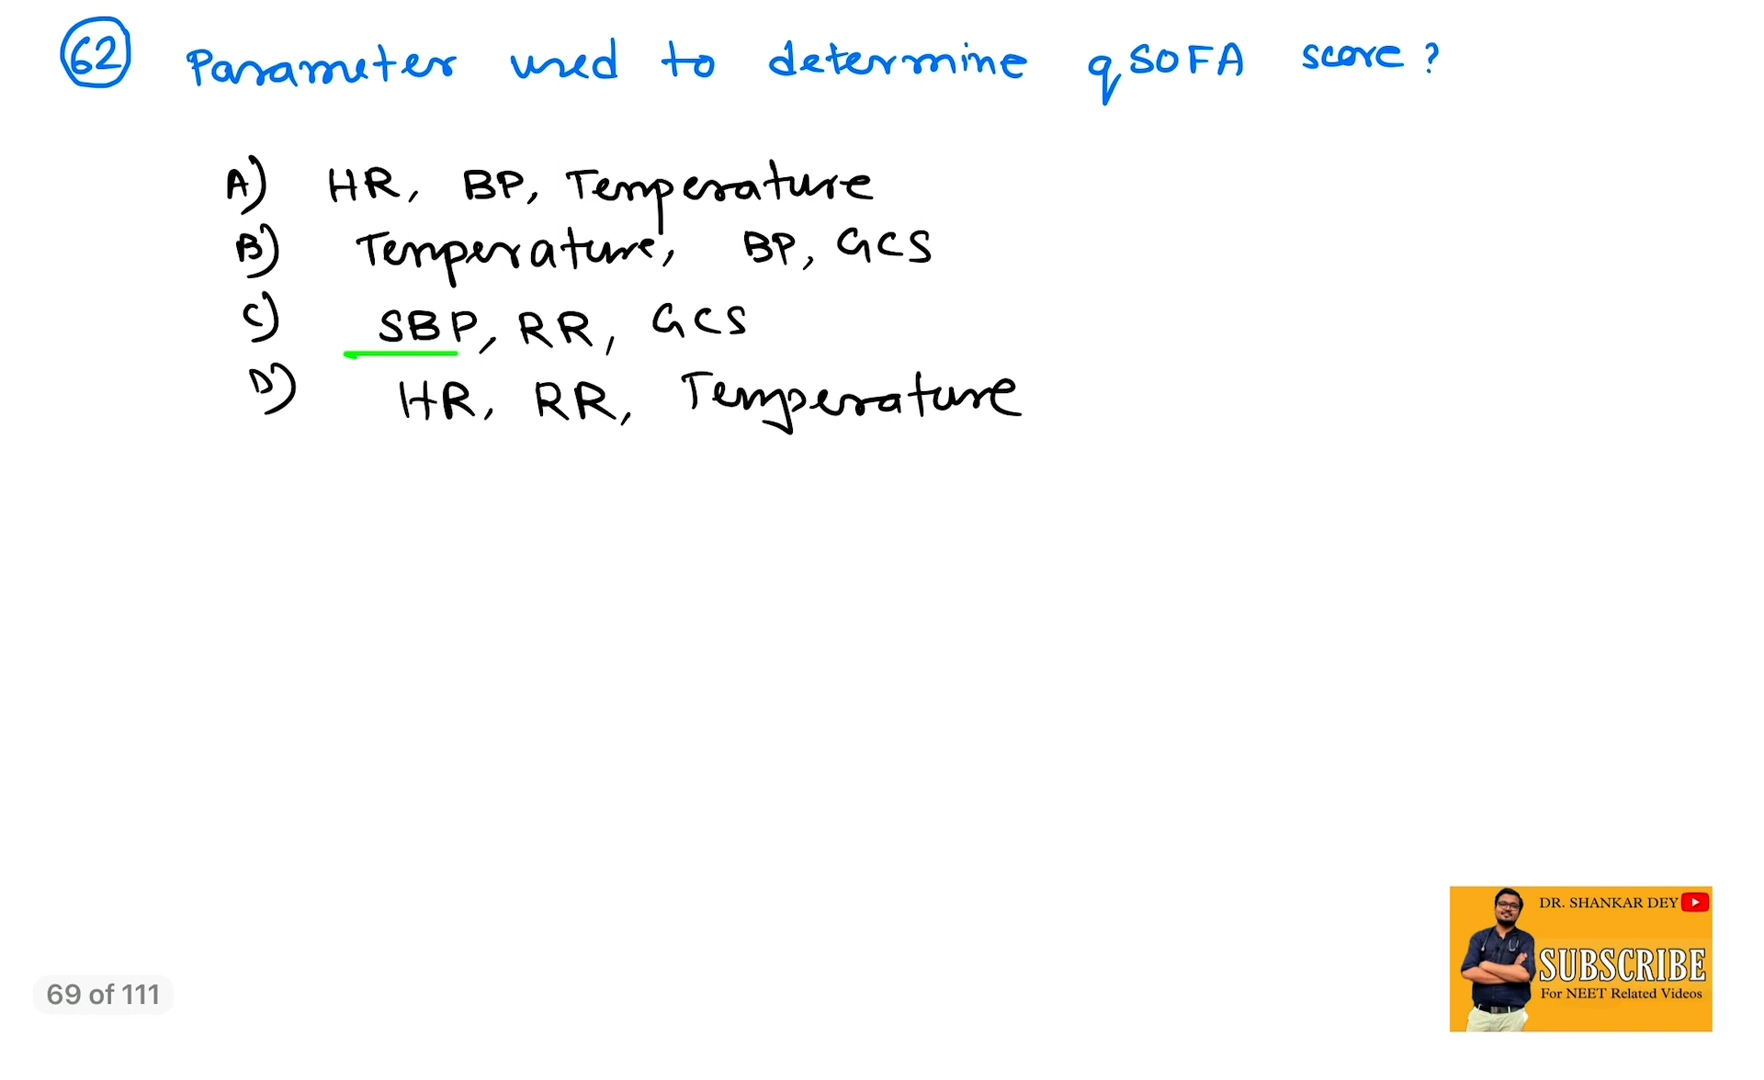 62 Parameter used to determine qSOFA score?
A) HR, BP, Temperature
B) Temperature, BP, GCS
C) SBP, RR, GCS
D) HR, RR, Temperature
DR. SHANKAR DEY
SUBSCRIBE
For NEET Related Videos
69 of 111